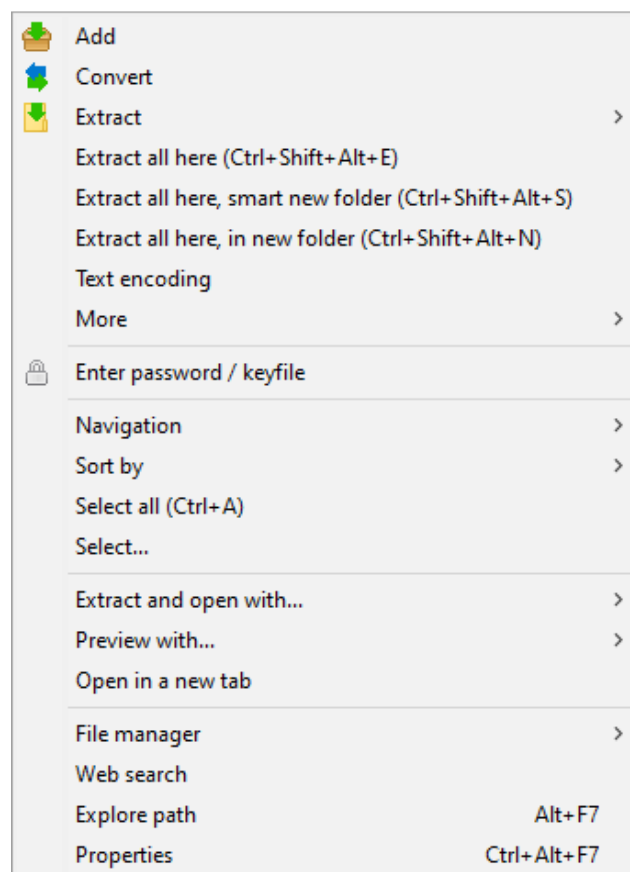 Add
Convert
Extract
Extract all here (Ctrl+Shift+Alt+E)
Extract all here, smart new folder (Ctrl+Shift+Alt+S)
Extract all here, in new folder (Ctrl+Shift+Alt+N)
Text encoding
More
Enter password / keyfile
Navigation
Sort by
Select all (Ctrl+A)
Select...
Extract and open with...
Preview with...
Open in a new tab
File manager
Web search
Explore path Alt+F7
Properties Ctrl+Alt+F7